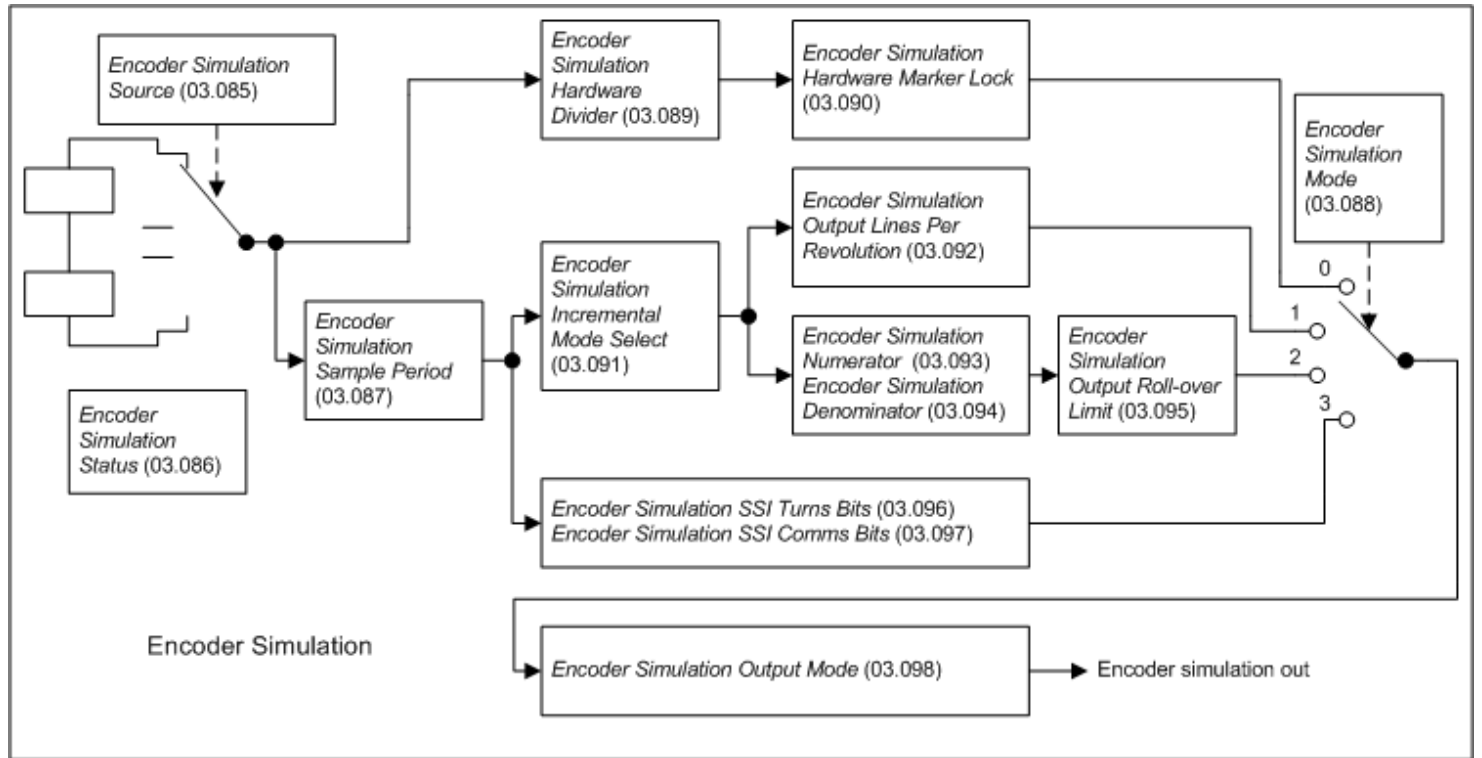 Encoder Simulation
Source (03.085)
Encoder
Simulation
Hardware
Divider (03.089)
Encoder Simulation
Hardware Marker Lock
(03.090)
Encoder
Simulation
Mode
(03.088)
Encoder Simulation
Output Lines Per
Revolution (03.092)
Encoder
Simulation
Incremental
Mode Select
(03.091)
Encoder
Simulation
Sample Period
(03.087)
Encoder Simulation
Numerator (03.093)
Encoder Simulation
Denominator (03.094)
Encoder
Simulation
Output Roll-over
Limit (03.095)
0
1
2
3
Encoder
Simulation
Status (03.086)
Encoder Simulation SSI Turns Bits (03.096)
Encoder Simulation SSI Comms Bits (03.097)
Encoder Simulation
Encoder Simulation Output Mode (03.098)
Encoder simulation out